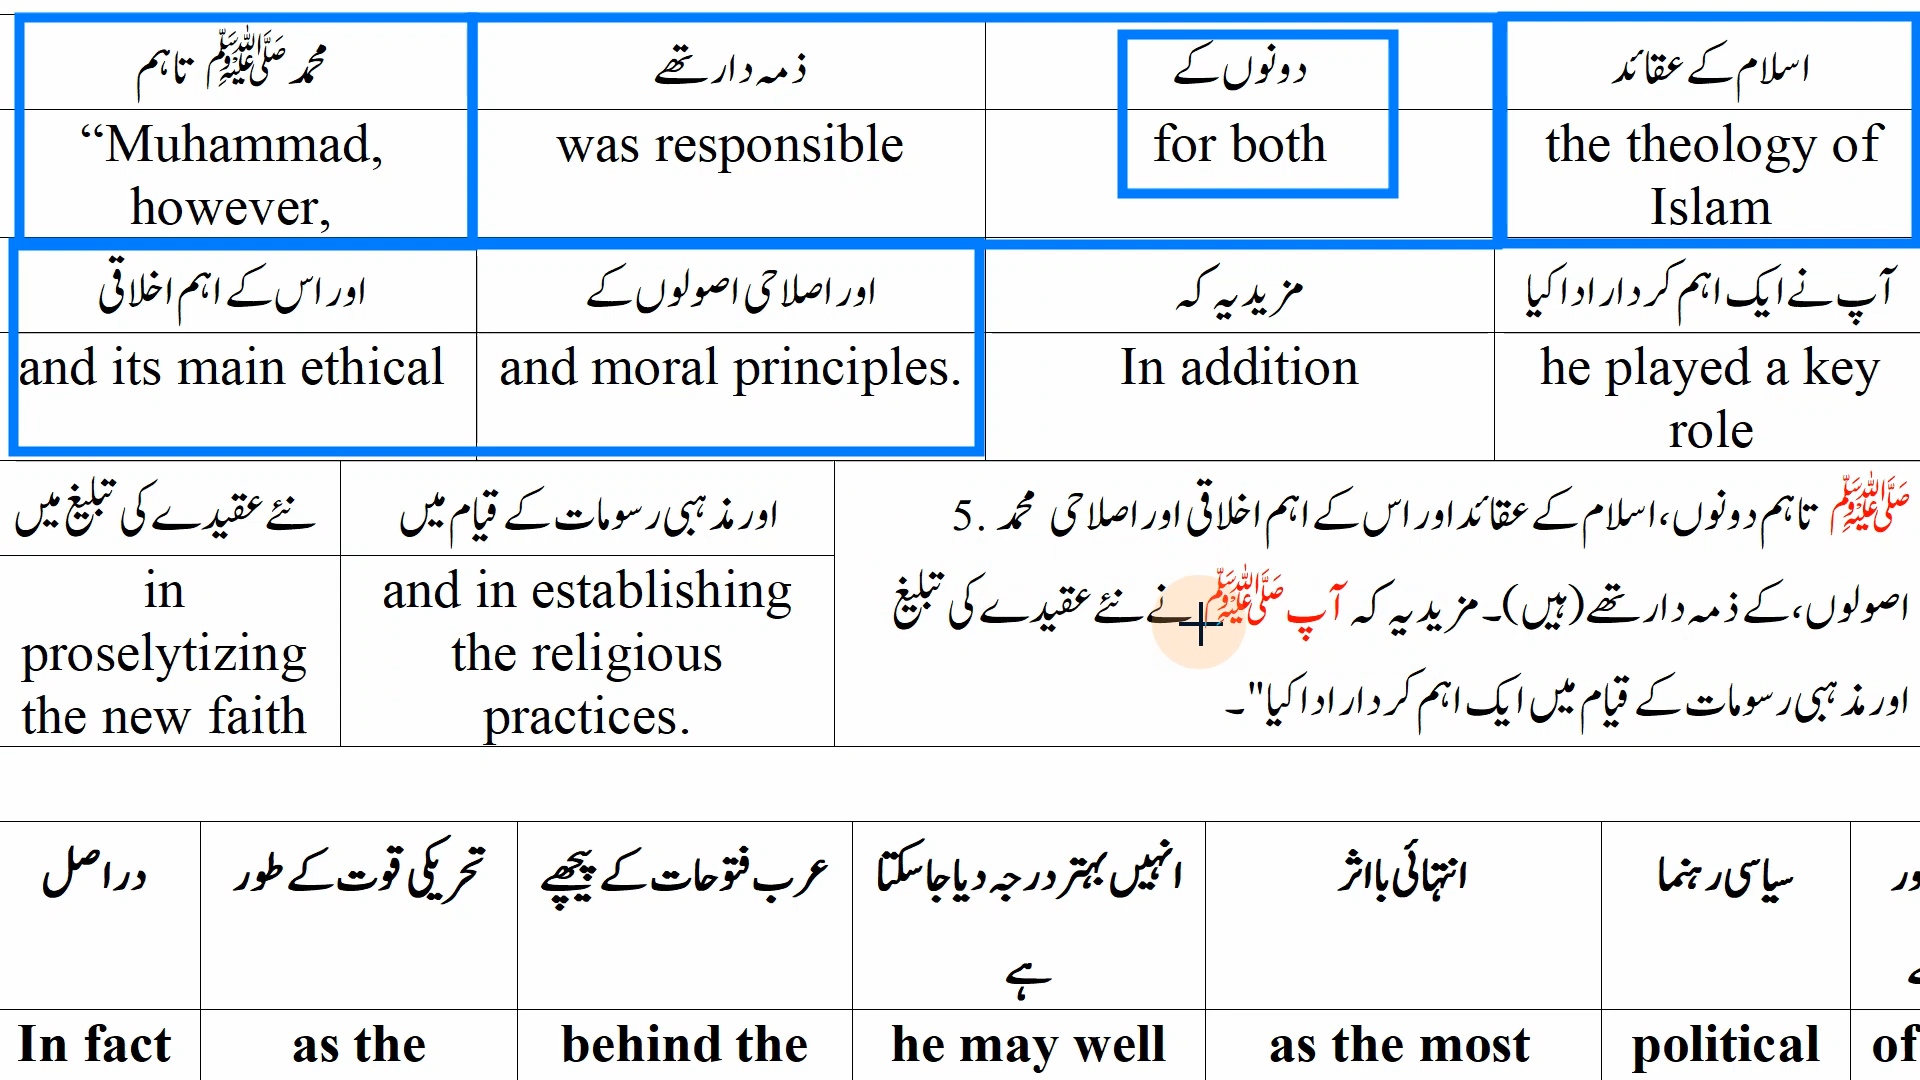 محمد ﷺ تاہم
ذمہ دار تھے
دونوں کے
اسلام کے عقائد
“Muhammad, however,
was responsible
for both
the theology of Islam
اور اس کے اہم اخلاقی
اور اصلاحی اصولوں کے
مزید یہ کہ
آپ نے ایک اہم کردار ادا کیا
and its main ethical
and moral principles.
In addition
he played a key role
نئے عقیدے کی تبلیغ میں
اور مذہبی رسومات کے قیام میں
in proselytizing the new faith
and in establishing the religious practices.
ﷺ تاہم دونوں، اسلام کے عقائد اور اس کے اہم اخلاقی اور اصلاحی محمد .5
اصولوں، کے ذمہ دار تھے (ہیں)۔ مزید یہ کہ آپ ﷺ نے نئے عقیدے کی تبلیغ
اور مذہبی رسومات کے قیام میں ایک اہم کردار ادا کیا"۔
دراصل
تحریکی قوت کے طور
عرب فتوحات کے پیچھے
انہیں بہتر درجہ دیا جا سکتا ہے
انتہائی بااثر
سیاسی رہنما
In fact
as the
behind the
he may well
as the most
political
of